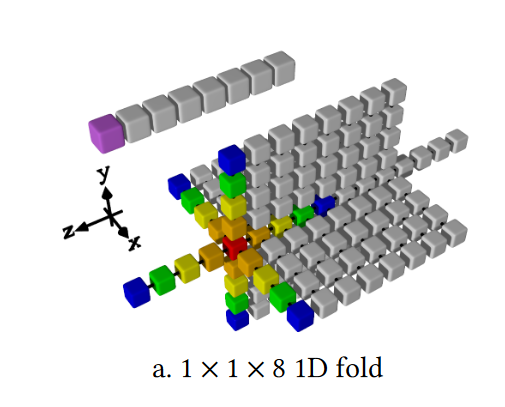 y
z
x
a. 1 × 1 × 8 1D fold